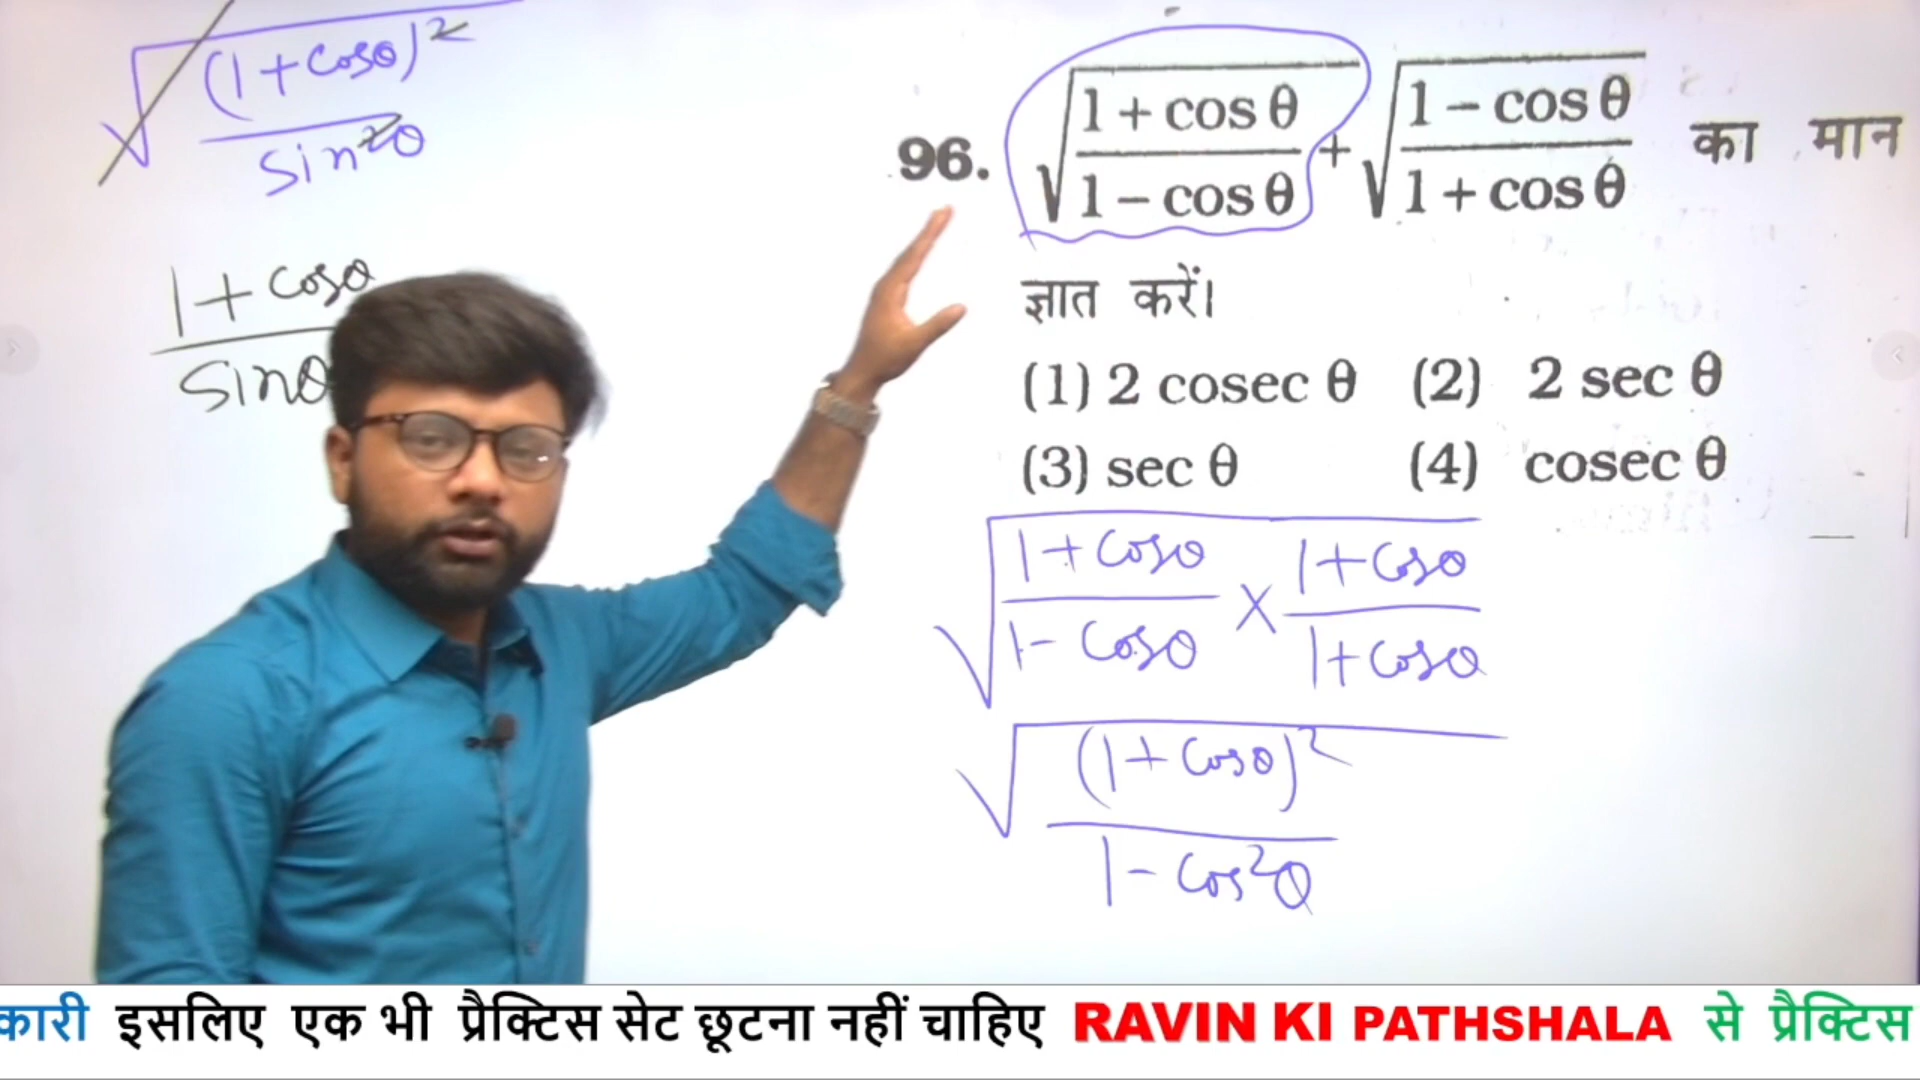 √((1+cosθ)²/sin²θ)
1+cosθ/sinθ
96. √((1 + cos θ)/(1 − cos θ)) + √((1 − cos θ)/(1 + cos θ)) का मान
ज्ञात करें।
(1) 2 cosec θ (2) 2 sec θ
(3) sec θ (4) cosec θ
√((1+cosθ)/(1-cosθ) × (1+cosθ)/(1+cosθ))
√((1+cosθ)²/(1-cos²θ))
कारी इसलिए एक भी प्रैक्टिस सेट छूटना नहीं चाहिए RAVIN KI PATHSHALA से प्रैक्टिस